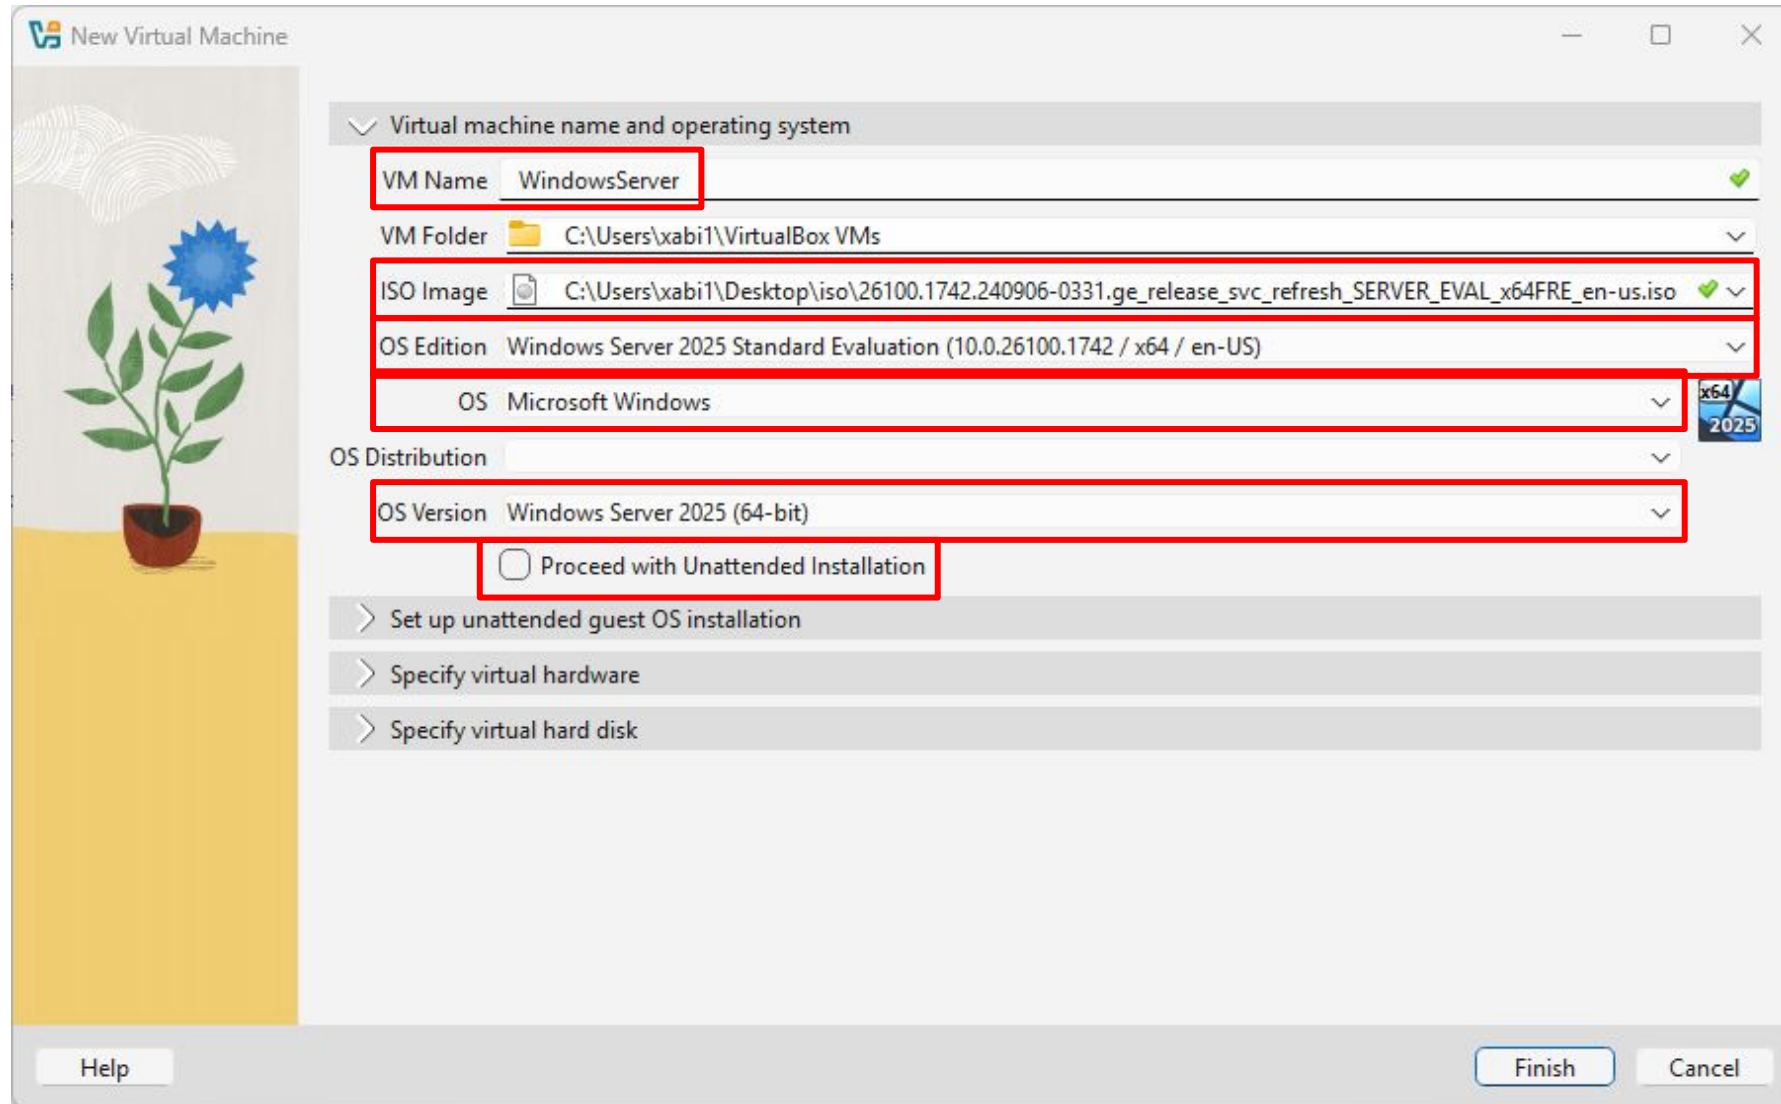 New Virtual Machine
Virtual machine name and operating system
VM Name WindowsServer
VM Folder C:\Users\xabi1\VirtualBox VMs
ISO Image C:\Users\xabi1\Desktop\iso\26100.1742.240906-0331.ge_release_svc_refresh_SERVER_EVAL_x64FRE_en-us.iso
OS Edition Windows Server 2025 Standard Evaluation (10.0.26100.1742 / x64 / en-US)
OS Microsoft Windows
x64
2025
OS Distribution
OS Version Windows Server 2025 (64-bit)
Proceed with Unattended Installation
Set up unattended guest OS installation
Specify virtual hardware
Specify virtual hard disk
Help Finish Cancel